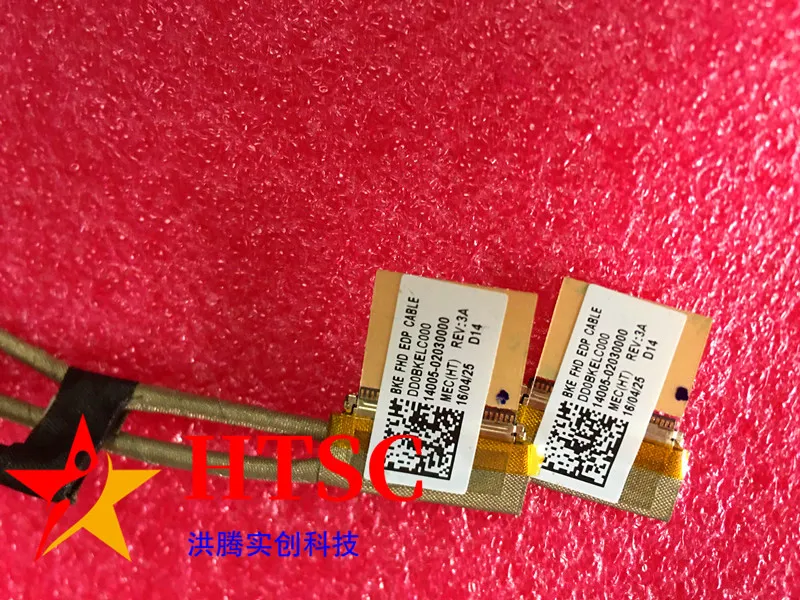 BKE FHD EDP CABLE
DD0BKELC000
14005-02030000
MEC(HT) REV:3A
16/04/25 D14
BKE FHD EDP CABLE
DD0BKELC000
14005-02030000
MEC(HT) REV:3A
16/04/25 D14
HTSC
洪腾实创科技